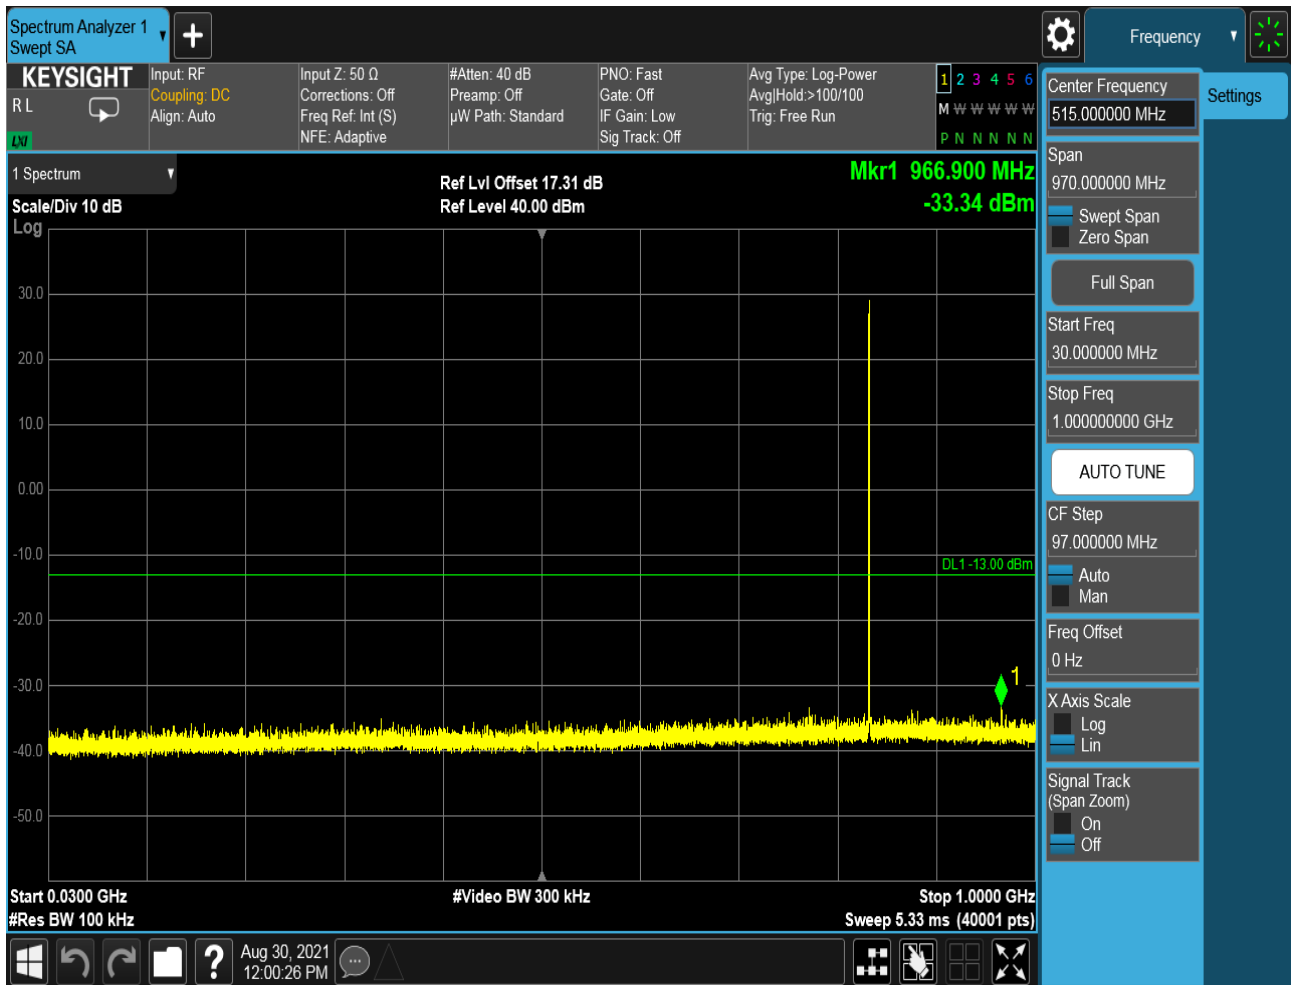 Spectrum Analyzer 1
Swept SA
Frequency
KEYSIGHT
R L
LXI
Input: RF
Coupling: DC
Align: Auto
Input Z: 50 Ω
Corrections: Off
Freq Ref: Int (S)
NFE: Adaptive
#Atten: 40 dB
Preamp: Off
µW Path: Standard
PNO: Fast
Gate: Off
IF Gain: Low
Sig Track: Off
Avg Type: Log-Power
Avg|Hold:>100/100
Trig: Free Run
1 2 3 4 5 6
M W W W W W
P N N N N N
1 Spectrum
Scale/Div 10 dB
Log
Ref Lvl Offset 17.31 dB
Ref Level 40.00 dBm
Mkr1 966.900 MHz
-33.34 dBm
30.0
20.0
10.0
0.00
-10.0
-20.0
-30.0
-40.0
-50.0
DL1 -13.00 dBm
1
Start 0.0300 GHz
#Res BW 100 kHz
#Video BW 300 kHz
Stop 1.0000 GHz
Sweep 5.33 ms (40001 pts)
Aug 30, 2021
12:00:26 PM
?
Center Frequency
515.000000 MHz
Settings
Span
970.000000 MHz
Swept Span
Zero Span
Full Span
Start Freq
30.000000 MHz
Stop Freq
1.000000000 GHz
AUTO TUNE
CF Step
97.000000 MHz
Auto
Man
Freq Offset
0 Hz
X Axis Scale
Log
Lin
Signal Track
(Span Zoom)
On
Off